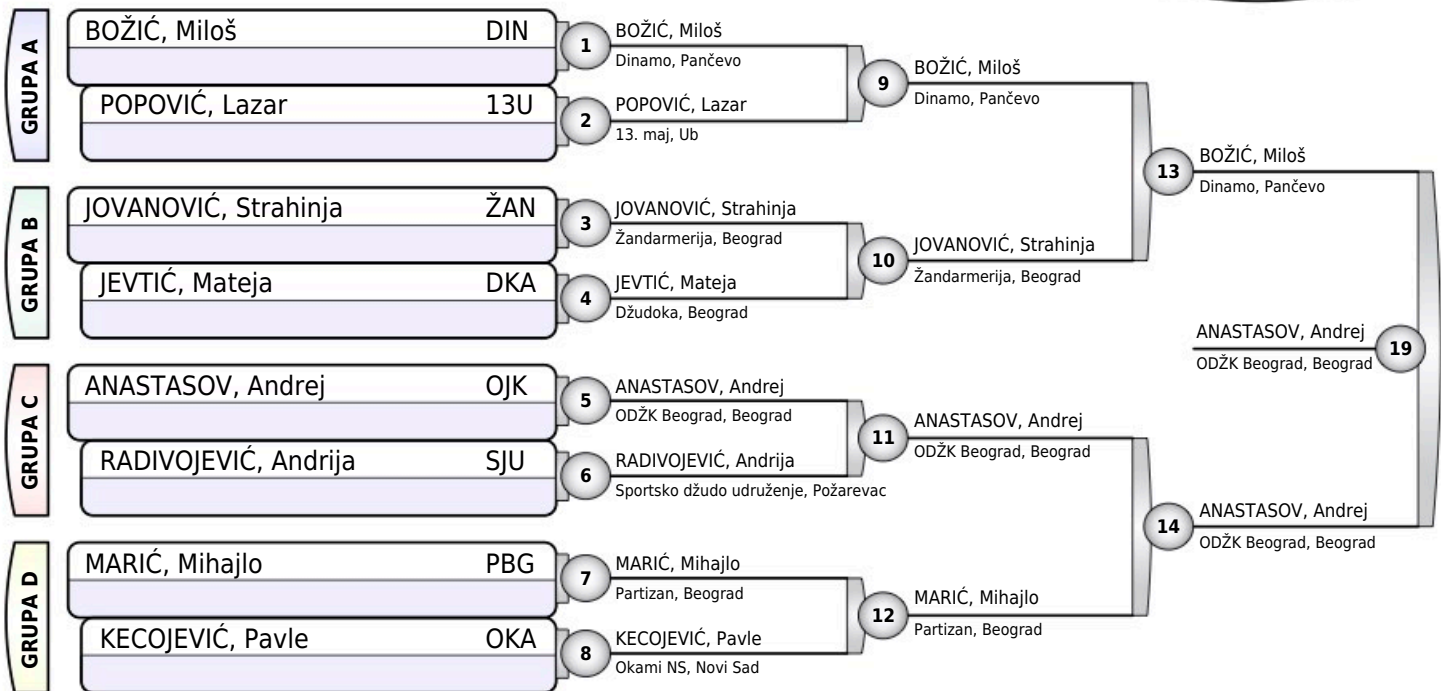 GRUPA A
BOŽIĆ, Miloš DIN
POPOVIĆ, Lazar 13U
1
BOŽIĆ, Miloš
Dinamo, Pančevo
2
POPOVIĆ, Lazar
13. maj, Ub
9
BOŽIĆ, Miloš
Dinamo, Pančevo
GRUPA B
JOVANOVIĆ, Strahinja ŽAN
JEVTIĆ, Mateja DKA
3
JOVANOVIĆ, Strahinja
Žandarmerija, Beograd
4
JEVTIĆ, Mateja
Džudoka, Beograd
10
JOVANOVIĆ, Strahinja
Žandarmerija, Beograd
13
BOŽIĆ, Miloš
Dinamo, Pančevo
GRUPA C
ANASTASOV, Andrej OJK
RADIVOJEVIĆ, Andrija SJU
5
ANASTASOV, Andrej
ODŽK Beograd, Beograd
6
RADIVOJEVIĆ, Andrija
Sportsko džudo udruženje, Požarevac
11
ANASTASOV, Andrej
ODŽK Beograd, Beograd
GRUPA D
MARIĆ, Mihajlo PBG
KECOJEVIĆ, Pavle OKA
7
MARIĆ, Mihajlo
Partizan, Beograd
8
KECOJEVIĆ, Pavle
Okami NS, Novi Sad
12
MARIĆ, Mihajlo
Partizan, Beograd
14
ANASTASOV, Andrej
ODŽK Beograd, Beograd
ANASTASOV, Andrej
ODŽK Beograd, Beograd
19